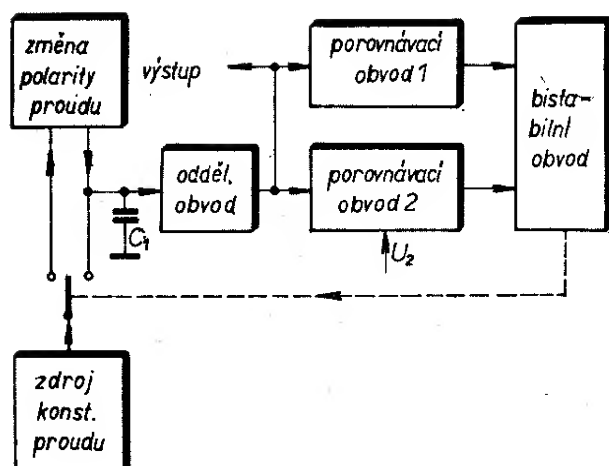 změna
polarity
proudu
výstup
porovnávací
obvod 1
bista-
bilní
obvod
odděl.
obvod
porovnávací
obvod 2
C1
U2
zdroj
konst.
proudu